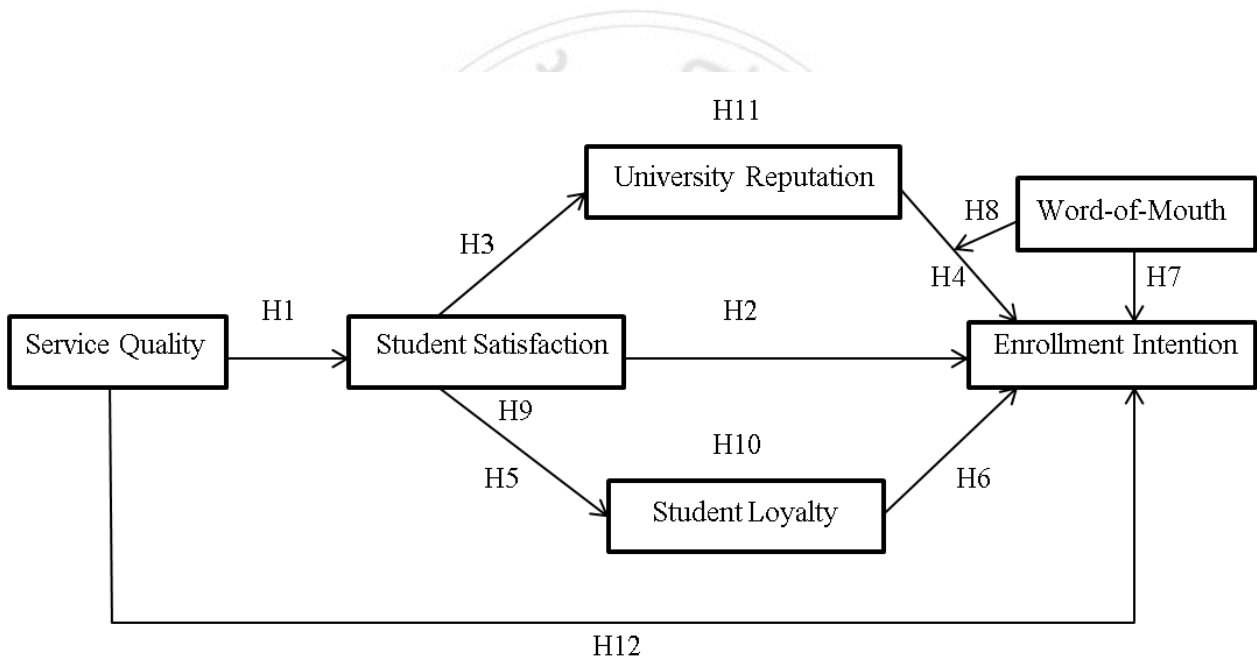 H11
University Reputation
H8
Word-of-Mouth
H3
H4
H7
H1
H2
Service Quality
Student Satisfaction
Enrollment Intention
H9
H10
H5
H6
Student Loyalty
H12